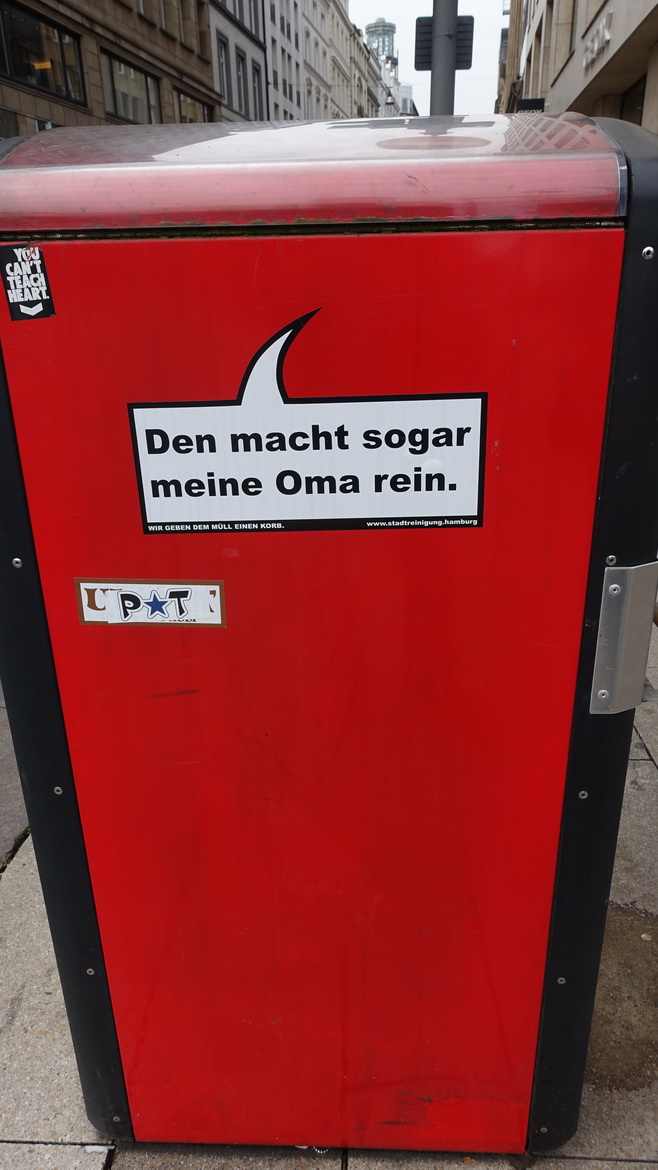 YOU
CAN'T
TEACH
HEART.
Den macht sogar
meine Oma rein.
WIR GEBEN DEM MÜLL EINEN KORB.
www.stadtreinigung.hamburg
P★T